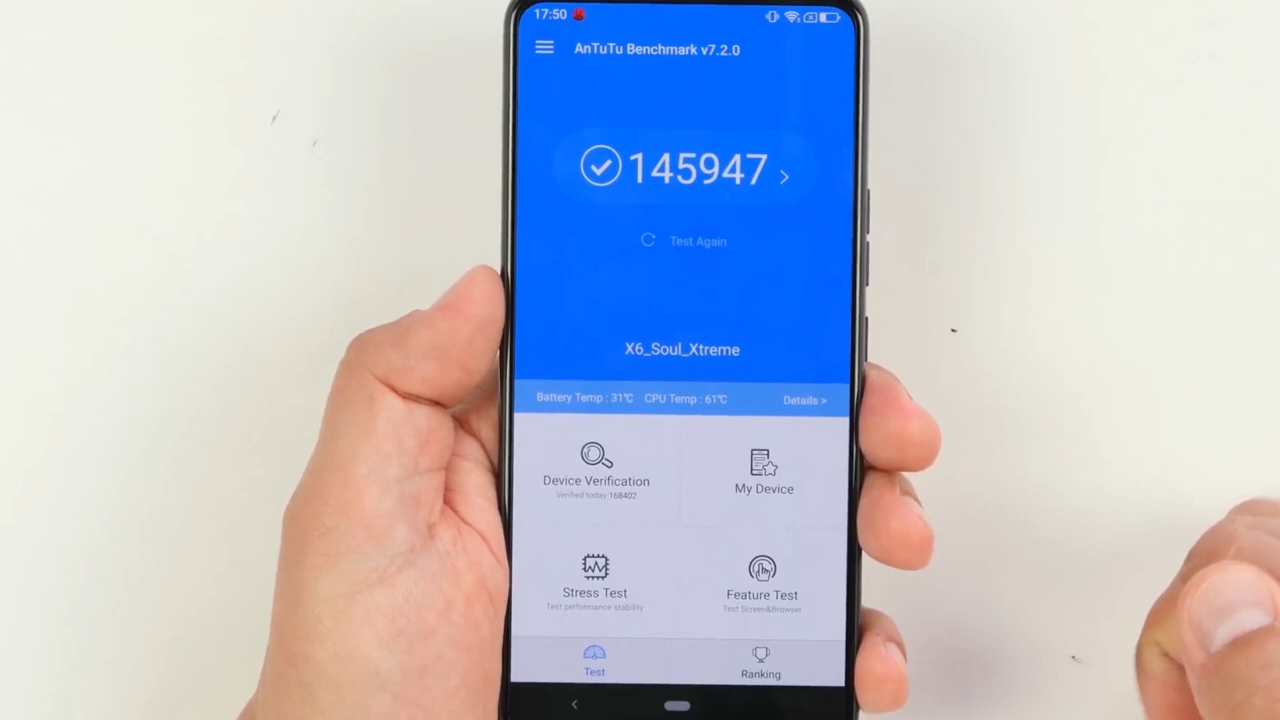 17:50
AnTuTu Benchmark v7.2.0
145947 >
Test Again
X6_Soul_Xtreme
Battery Temp : 31℃ CPU Temp : 61℃ Details >
Device Verification
Verified today:168402
My Device
Stress Test
Test performance stability
Feature Test
Test Screen&Browser
Test
Ranking